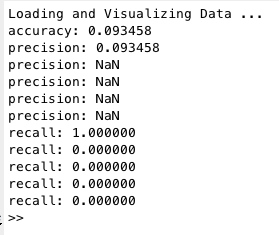 Loading and Visualizing Data ...
accuracy: 0.093458
precision: 0.093458
precision: NaN
precision: NaN
precision: NaN
precision: NaN
recall: 1.000000
recall: 0.000000
recall: 0.000000
recall: 0.000000
recall: 0.000000
>>